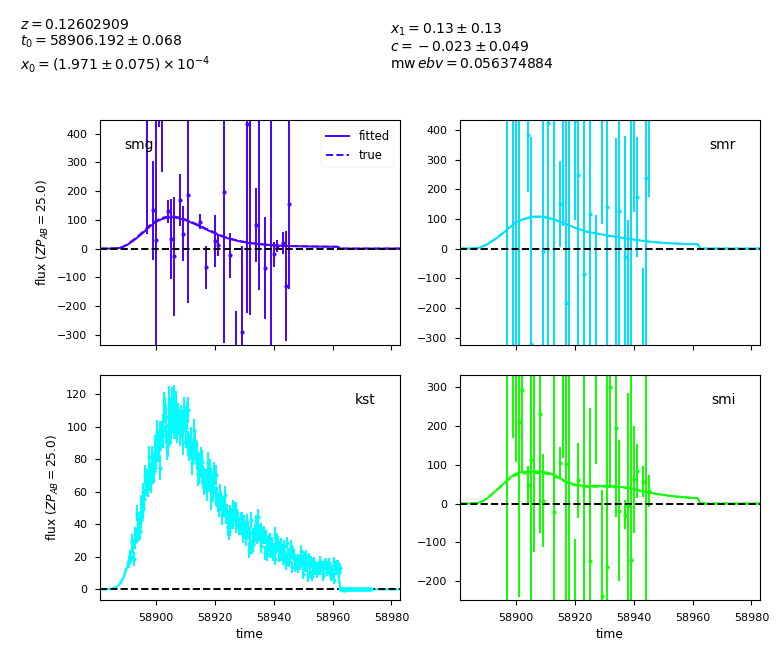 z = 0.12602909
t₀ = 58906.192 ± 0.068
x₀ = (1.971 ± 0.075) × 10⁻⁴
x₁ = 0.13 ± 0.13
c = −0.023 ± 0.049
mw ebv = 0.056374884
smg
fitted
true
400
300
200
100
0
−100
−200
−300
flux (ZP_AB = 25.0)
smr
400
300
200
100
0
−100
−200
−300
kst
120
100
80
60
40
20
0
flux (ZP_AB = 25.0)
58900 58920 58940 58960 58980
time
smi
300
200
100
0
−100
−200
58900 58920 58940 58960 58980
time